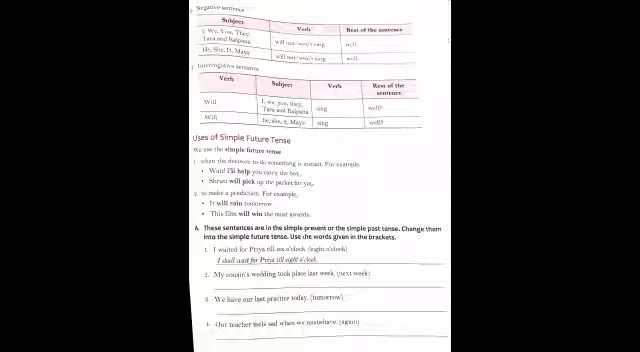 Negative sentence
Subject Verb Rest of the sentence
I, We, You, They, Tara and Kalpana will not/won't sing well.
He, She, It, Maya will not/won't sing well.
Interrogative sentence
Verb Subject Verb Rest of the sentence
Will I, we, you, they, Tara and Kalpana sing well?
Will he, she, it, Maya sing well?
Uses of Simple Future Tense
We use the simple future tense
1. when the decision to do something is instant. For example,
• Wait! I'll help you carry the box.
• Shruti will pick up the packet for you.
2. to make a prediction. For example,
• It will rain tomorrow.
• This film will win the most awards.
A. These sentences are in the simple present or the simple past tense. Change them
into the simple future tense. Use the words given in the brackets.
1. I waited for Priya till six o'clock. (eight o'clock)
I shall wait for Priya till eight o'clock.
2. My cousin's wedding took place last week. (next week)
3. We have our last practice today. (tomorrow)
4. Our teacher feels sad when we misbehave. (again)